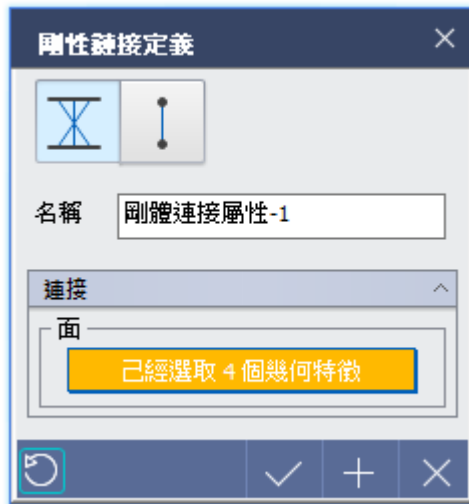 剛性鏈接定義
名稱
剛體連接屬性-1
連接
面
己經選取 4 個幾何特徵